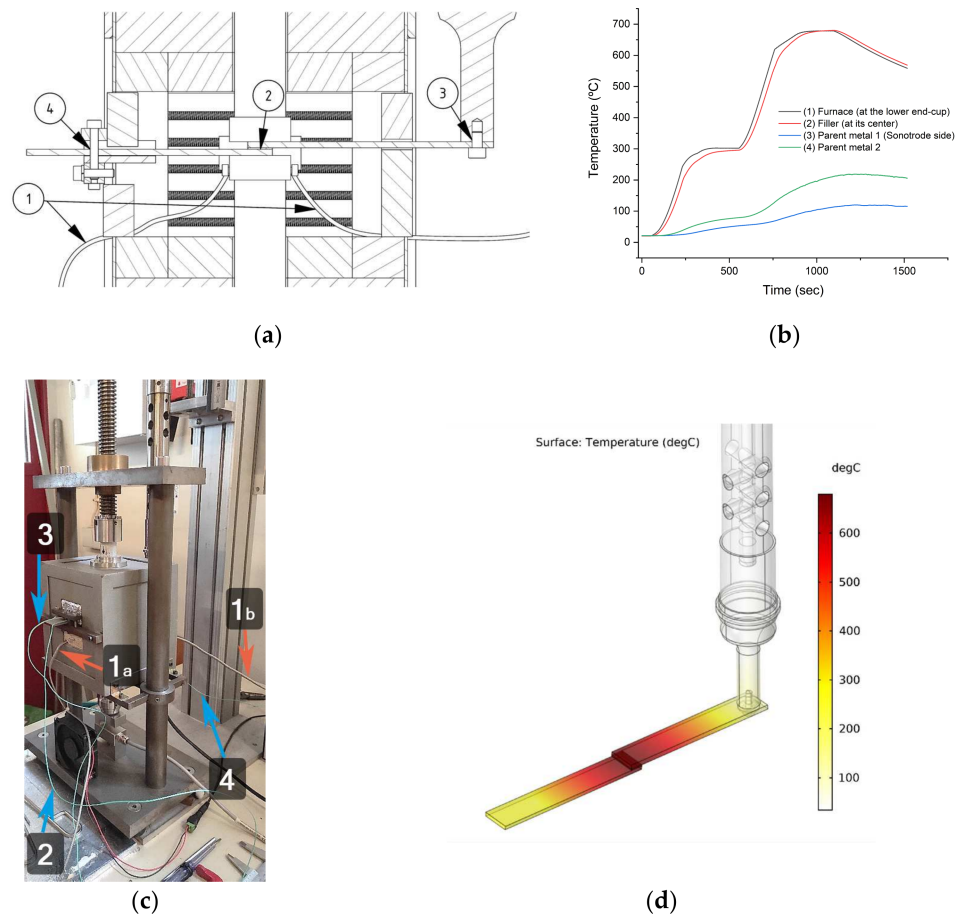 4
2
3
1
(a)
Temperature (ºC)
700
600
500
400
300
200
100
0
0
500
1000
1500
Time (sec)
(1) Furnace (at the lower end-cup)
(2) Filler (at its center)
(3) Parent metal 1 (Sonotrode side)
(4) Parent metal 2
(b)
3
1b
1a
4
2
(c)
Surface: Temperature (degC)
degC
600
500
400
300
200
100
(d)